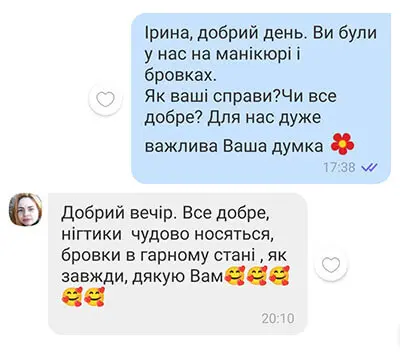 Ірина, добрий день. Ви були
у нас на манікюрі і
бровках.
Як ваші справи?Чи все
добре? Для нас дуже
важлива Ваша думка
17:38
Добрий вечір. Все добре,
нігтики чудово носяться,
бровки в гарному стані , як
завжди, дякую Вам🥰🥰🥰
🥰🥰
20:10